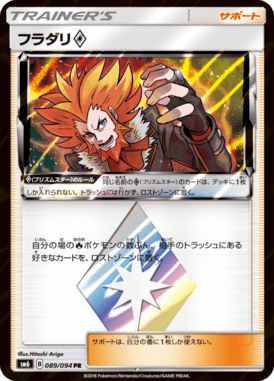 TRAINER'S サポート
フラダリ◇
◇(プリズムスター)のルール 同じ名前の◇(プリズムスター)のカードは、デッキに1枚
しか入れられない。トラッシュには行かず、ロストゾーンに置く。
自分の場の ポケモンの数ぶん、相手のトラッシュにある
好きなカードを、ロストゾーンに置く。
サポートは、自分の番に1枚しか使えない。
Illus.Hitoshi Ariga
SM6 089/094 PR
©2018 Pokémon/Nintendo/Creatures/GAME FREAK.